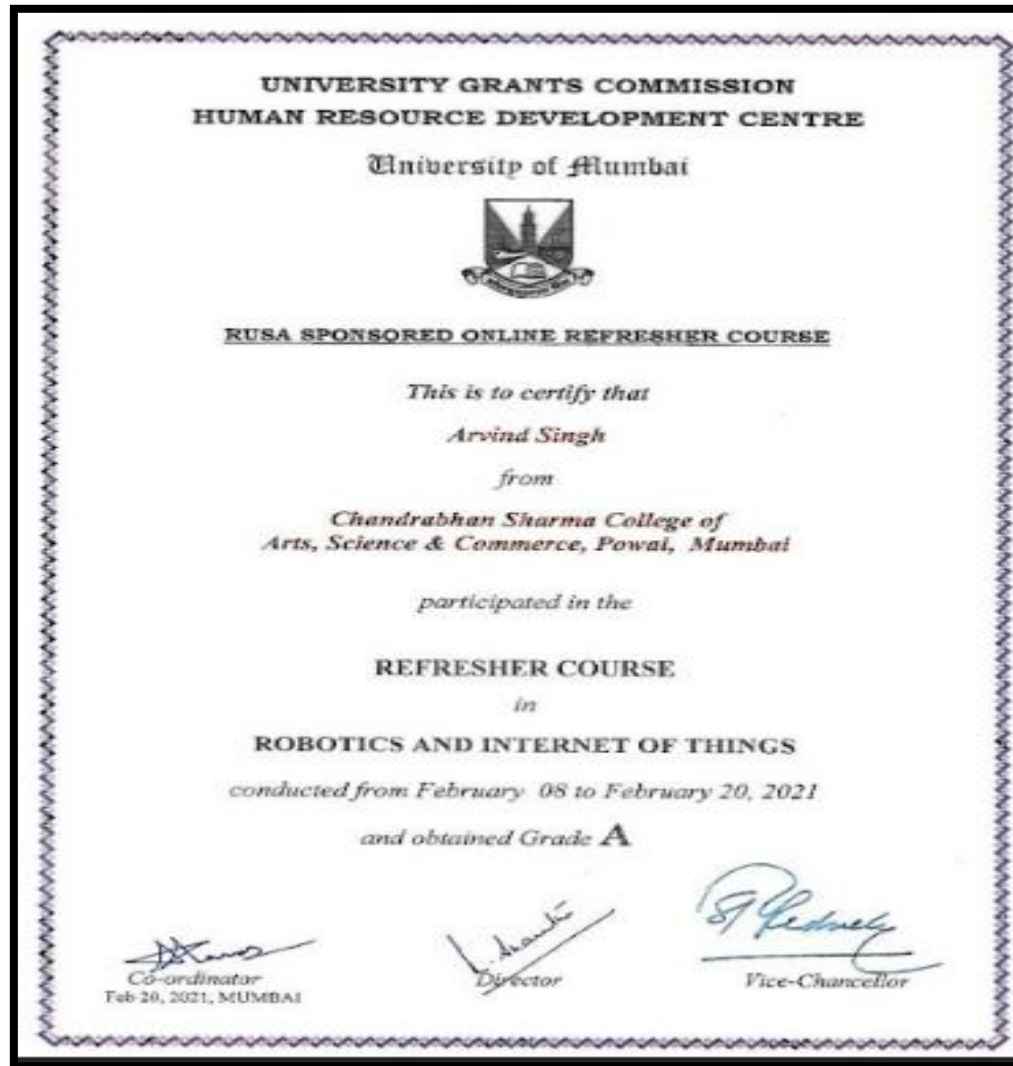 UNIVERSITY GRANTS COMMISSION
HUMAN RESOURCE DEVELOPMENT CENTRE
University of Mumbai
RUSA SPONSORED ONLINE REFRESHER COURSE
This is to certify that
Arvind Singh
from
Chandrabhan Sharma College of
Arts, Science & Commerce, Powai, Mumbai
participated in the
REFRESHER COURSE
in
ROBOTICS AND INTERNET OF THINGS
conducted from February 08 to February 20, 2021
and obtained Grade A
Co-ordinator
Director
Vice-Chancellor
Feb 20, 2021, MUMBAI